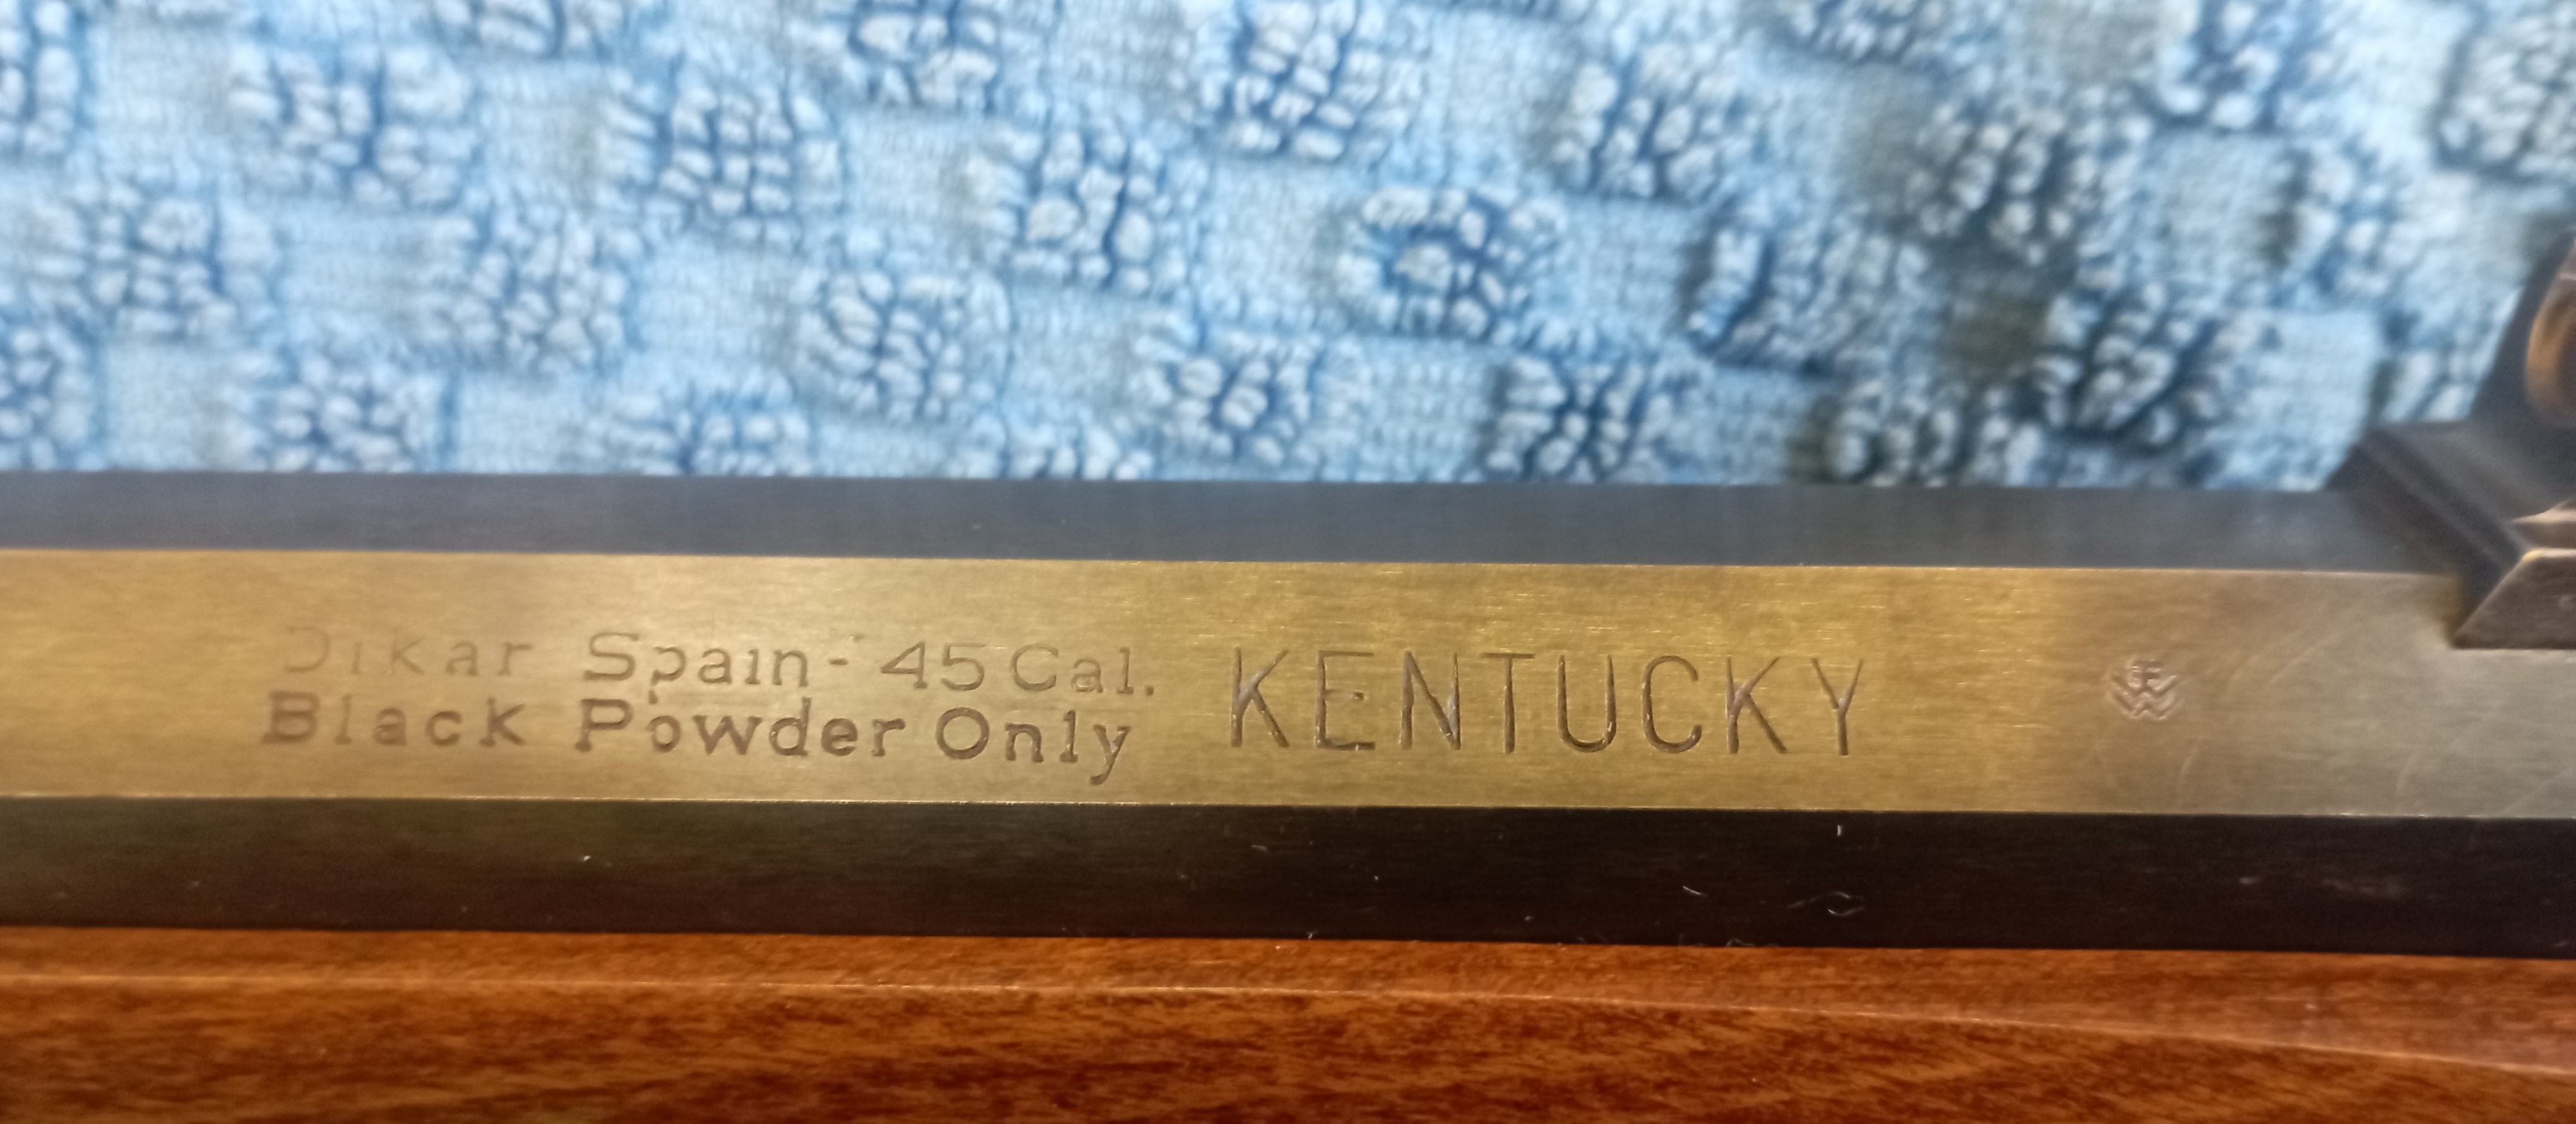 Dikar Spain - 45 Cal.
Black Powder Only
KENTUCKY